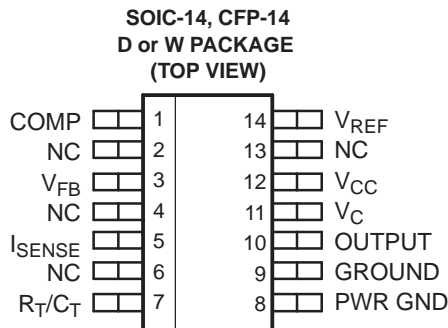 SOIC-14, CFP-14
D or W PACKAGE
(TOP VIEW)
COMP 1 14 VREF
NC 2 13 NC
VFB 3 12 VCC
NC 4 11 VC
ISENSE 5 10 OUTPUT
NC 6 9 GROUND
RT/CT 7 8 PWR GND